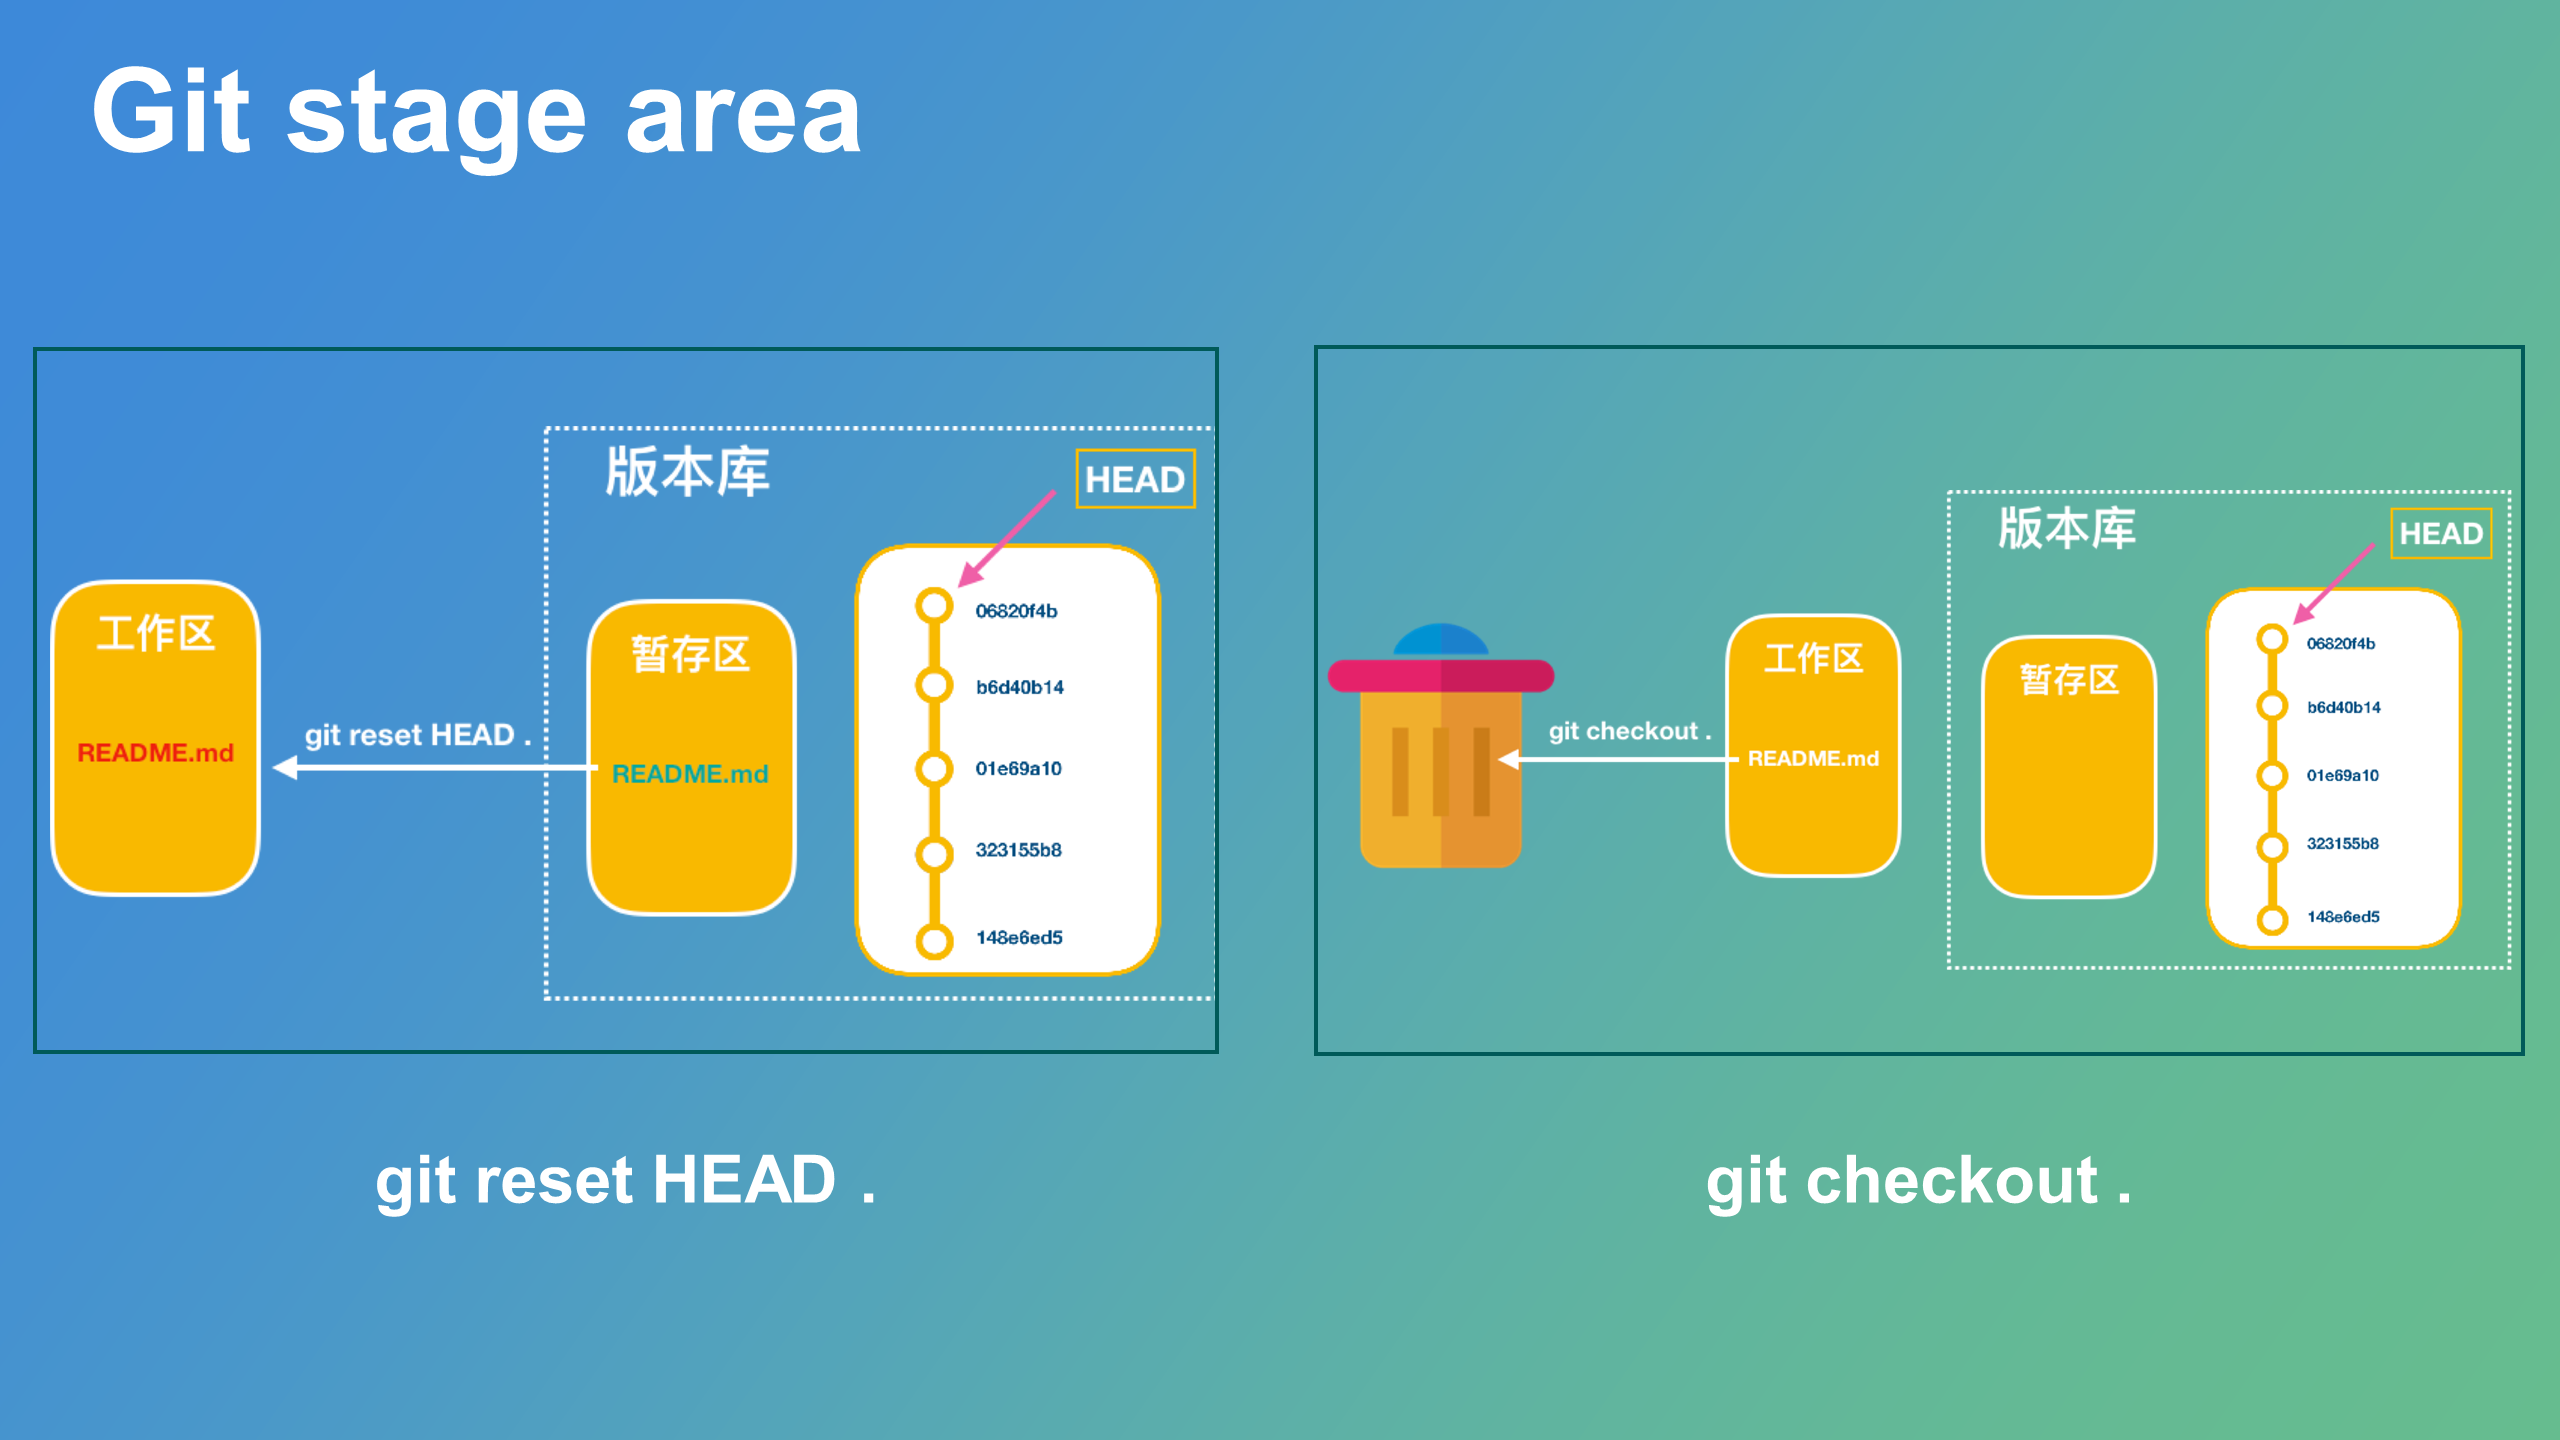 Git stage area
版本库
HEAD
工作区
README.md
git reset HEAD .
暂存区
README.md
06820f4b
b6d40b14
01e69a10
323155b8
148e6ed5
git reset HEAD .
git checkout .
工作区
README.md
版本库
HEAD
暂存区
06820f4b
b6d40b14
01e69a10
323155b8
148e6ed5
git checkout .